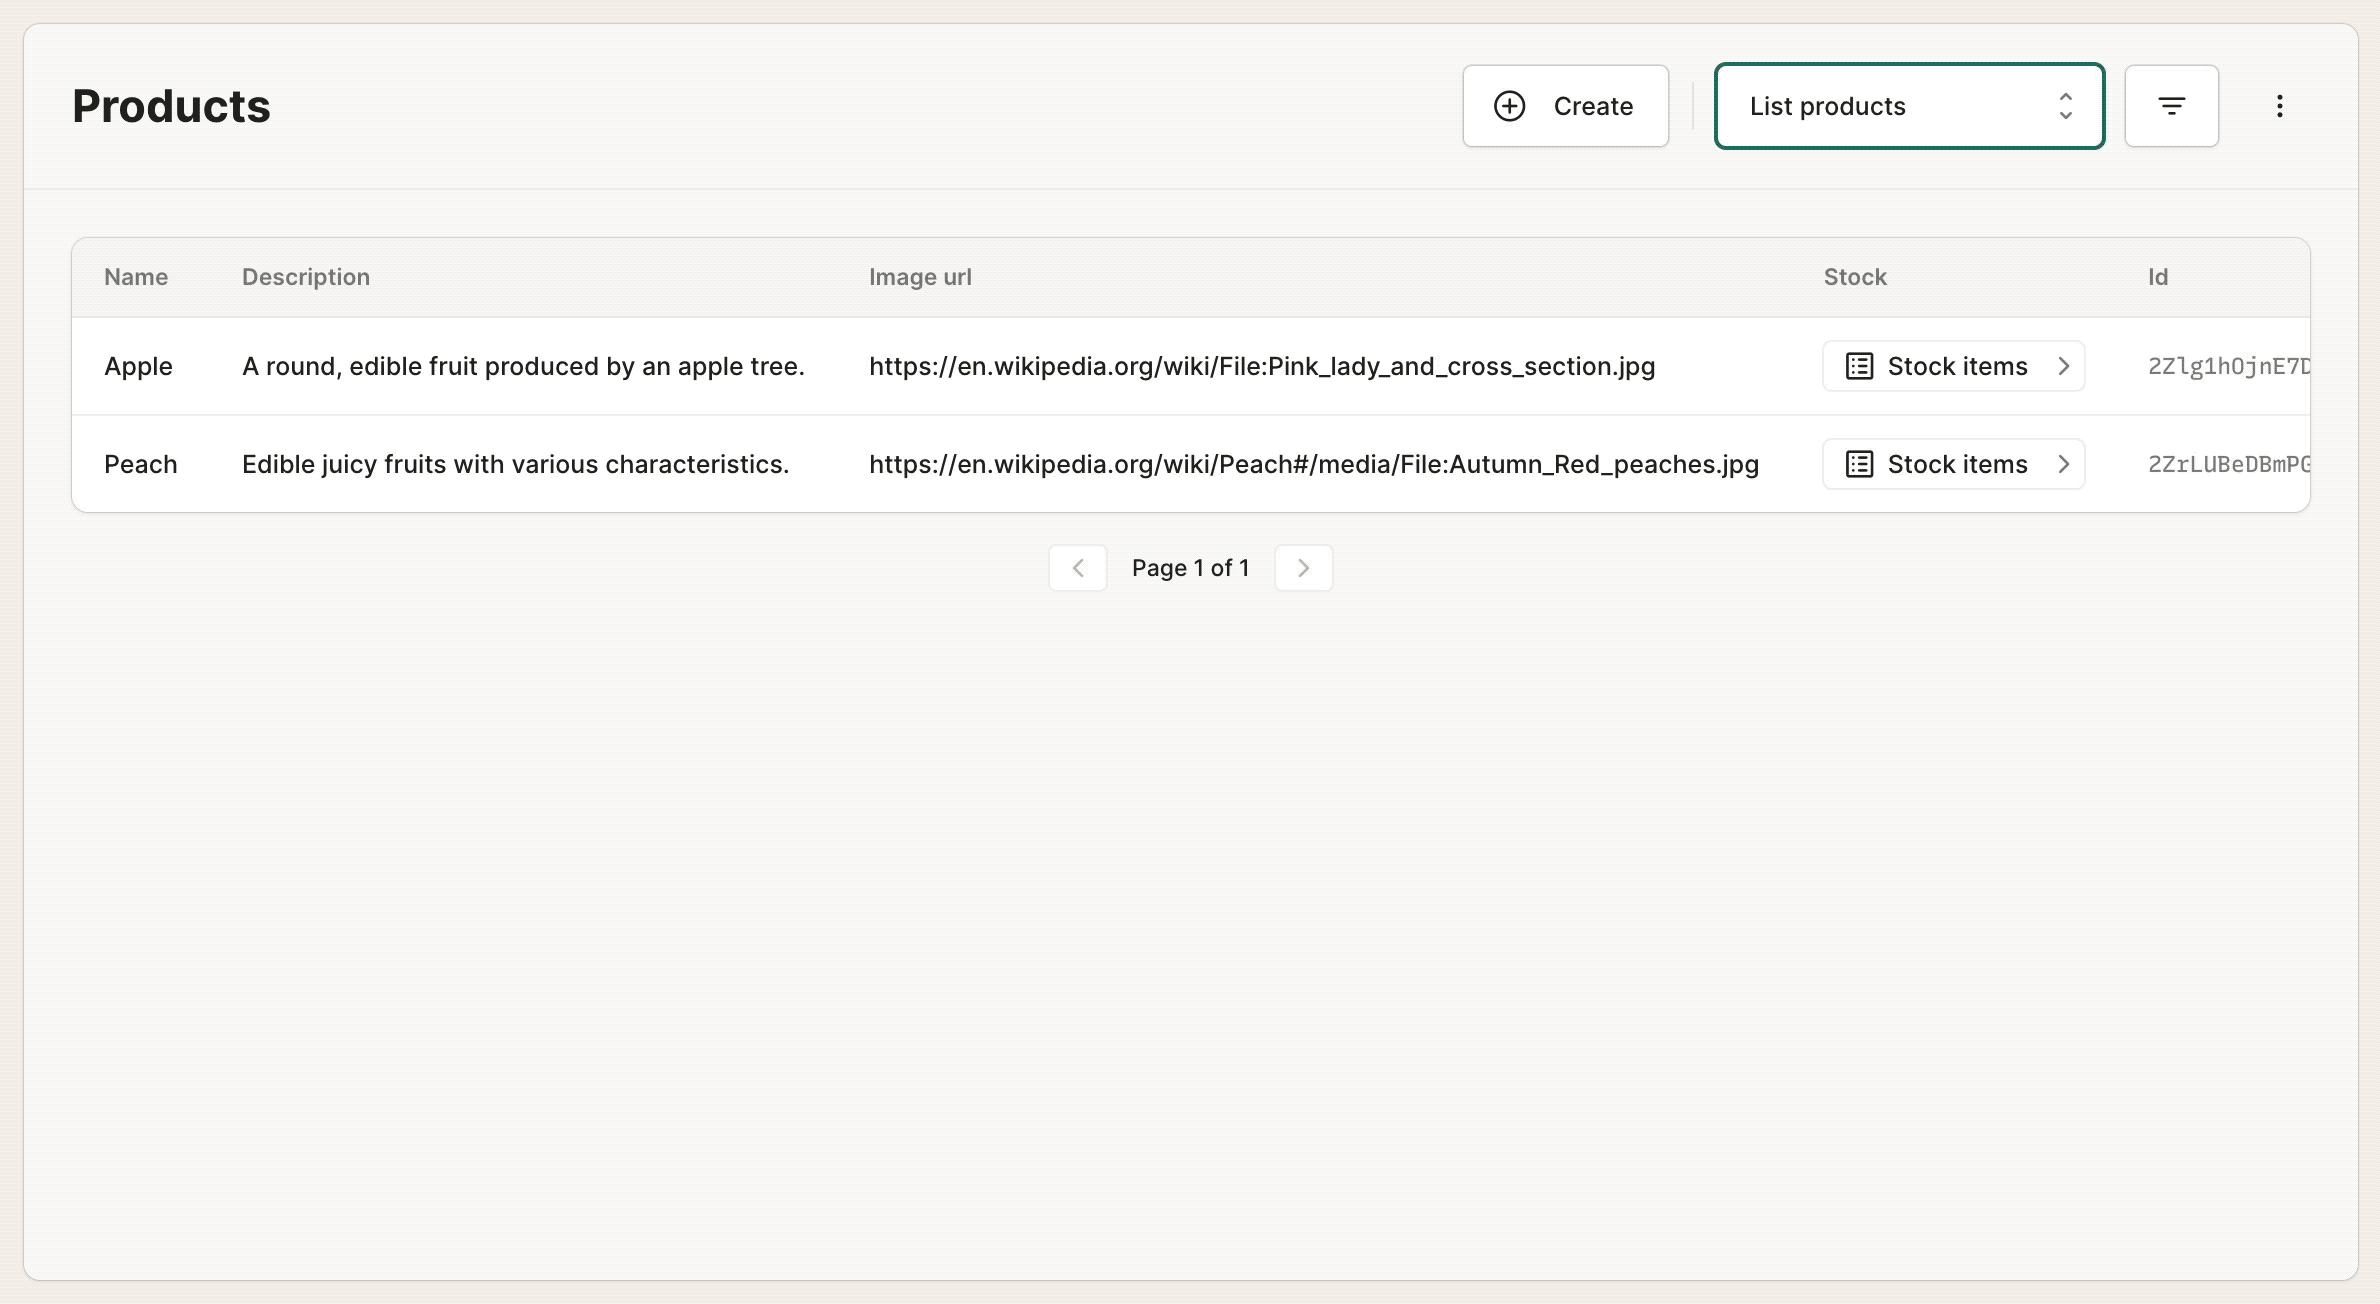 Products
Create
List products
Name Description Image url Stock Id
Apple A round, edible fruit produced by an apple tree. https://en.wikipedia.org/wiki/File:Pink_lady_and_cross_section.jpg Stock items 2Zlg1hOjnE7D
Peach Edible juicy fruits with various characteristics. https://en.wikipedia.org/wiki/Peach#/media/File:Autumn_Red_peaches.jpg Stock items 2ZrLUBeDBmPG
Page 1 of 1